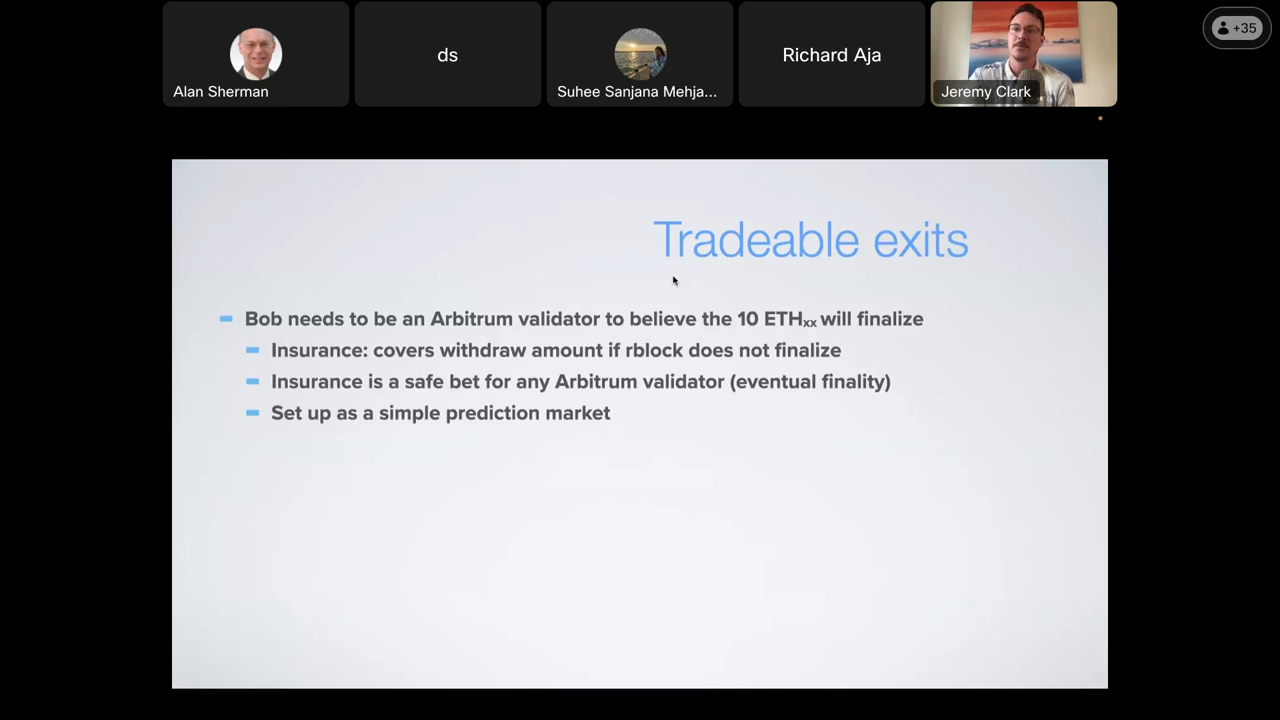 Alan Sherman
ds
Suhee Sanjana Mehja...
Richard Aja
Jeremy Clark
+35
Tradeable exits
Bob needs to be an Arbitrum validator to believe the 10 ETHxx will finalize
Insurance: covers withdraw amount if rblock does not finalize
Insurance is a safe bet for any Arbitrum validator (eventual finality)
Set up as a simple prediction market